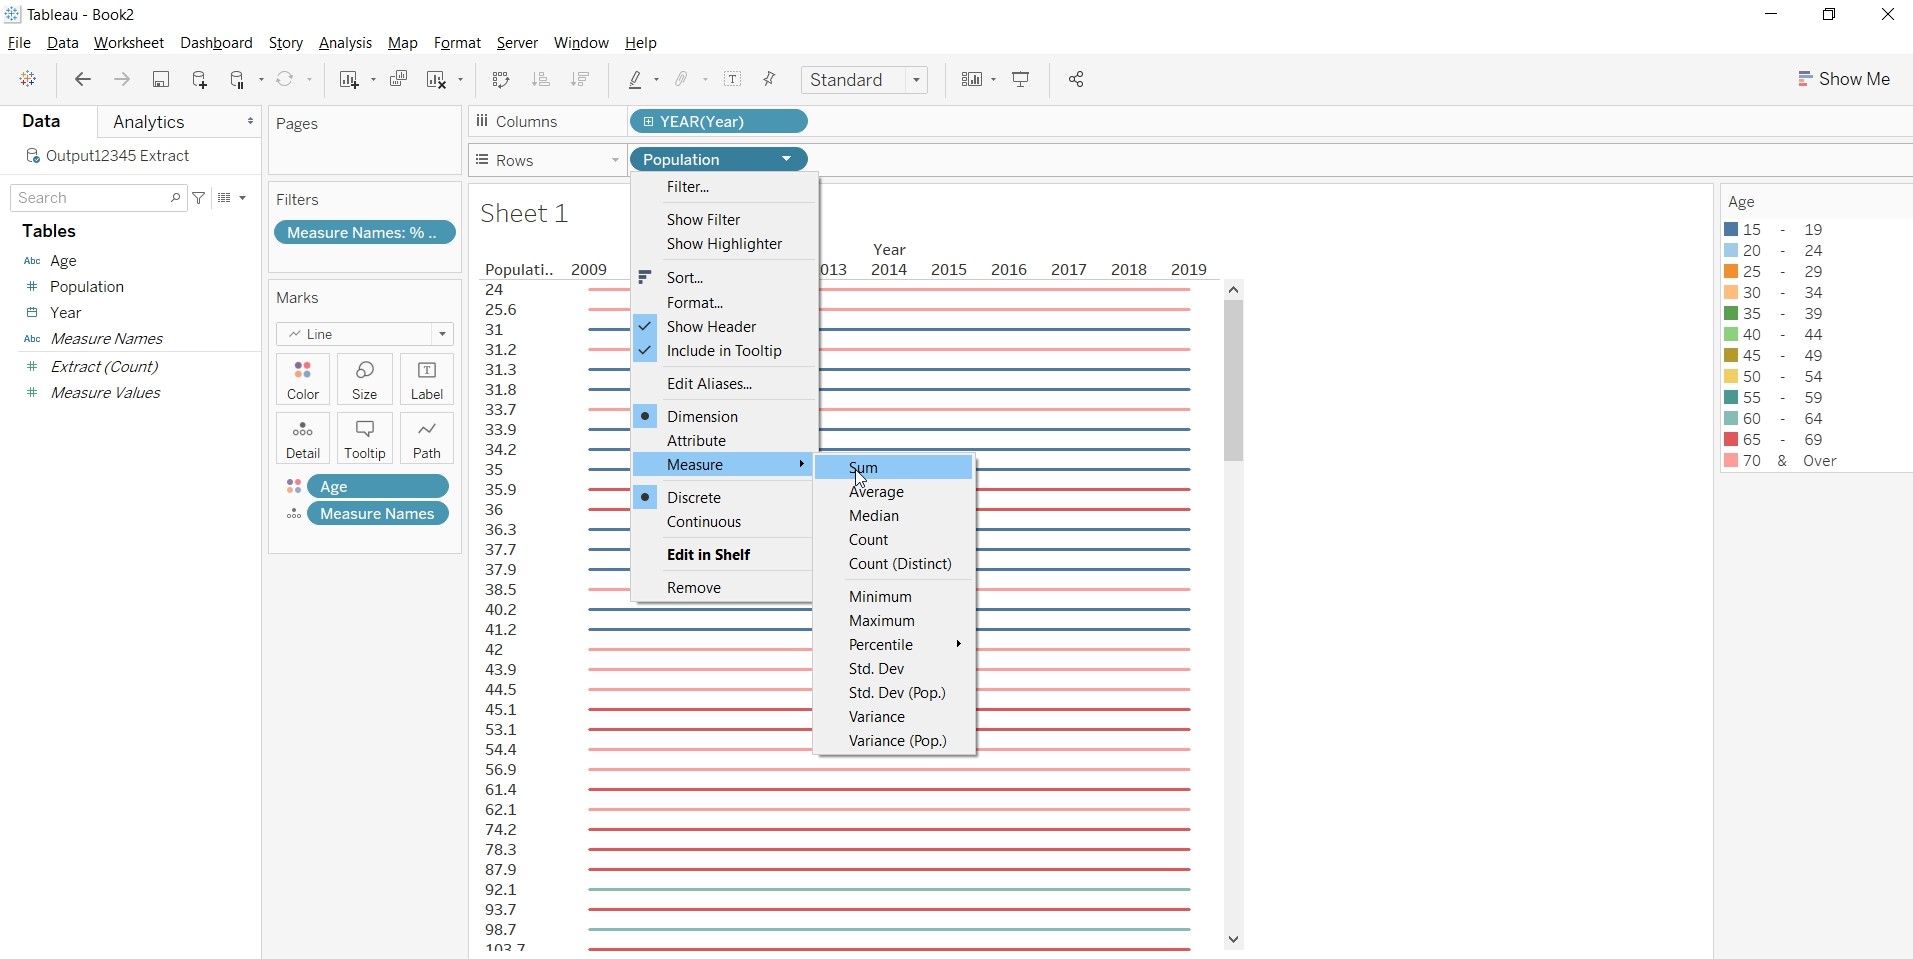 Tableau - Book2
File Data Worksheet Dashboard Story Analysis Map Format Server Window Help
Standard
Show Me
Data Analytics
Output12345 Extract
Search
Tables
Abc Age
# Population
Year
Abc Measure Names
# Extract (Count)
# Measure Values
Pages
Filters
Measure Names: % ..
Marks
Line
Color Size Label
Detail Tooltip Path
Age
Measure Names
Columns YEAR(Year)
Rows Population
Sheet 1
Year
Populati.. 2009 013 2014 2015 2016 2017 2018 2019
24
25.6
31
31.2
31.3
31.8
33.7
33.9
34.2
35
35.9
36
36.3
37.7
37.9
38.5
40.2
41.2
42
43.9
44.5
45.1
53.1
54.4
56.9
61.4
62.1
74.2
78.3
87.9
92.1
93.7
98.7
103.7
Filter...
Show Filter
Show Highlighter
Sort...
Format...
Show Header
Include in Tooltip
Edit Aliases...
Dimension
Attribute
Measure
Discrete
Continuous
Edit in Shelf
Remove
Sum
Average
Median
Count
Count (Distinct)
Minimum
Maximum
Percentile
Std. Dev
Std. Dev (Pop.)
Variance
Variance (Pop.)
Age
15 - 19
20 - 24
25 - 29
30 - 34
35 - 39
40 - 44
45 - 49
50 - 54
55 - 59
60 - 64
65 - 69
70 & Over